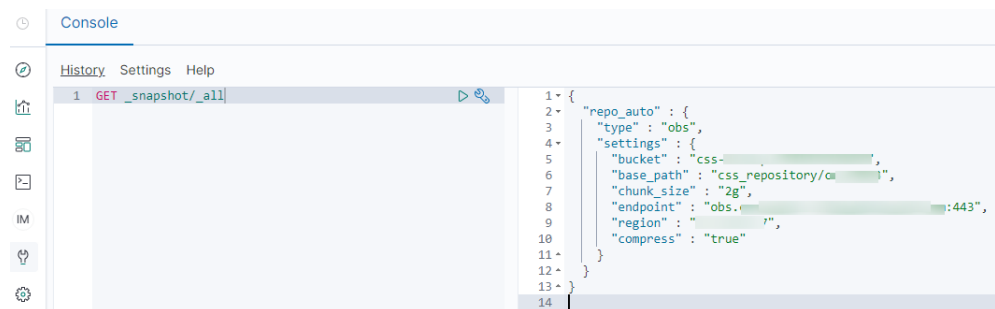 Console
History Settings Help
1 GET _snapshot/_all
IM
1 {
2 "repo_auto" : {
3 "type" : "obs",
4 "settings" : {
5 "bucket" : "css- ",
6 "base_path" : "css_repository/ ",
7 "chunk_size" : "2g",
8 "endpoint" : "obs. :443",
9 "region" : " ",
10 "compress" : "true"
11 }
12 }
13 }
14